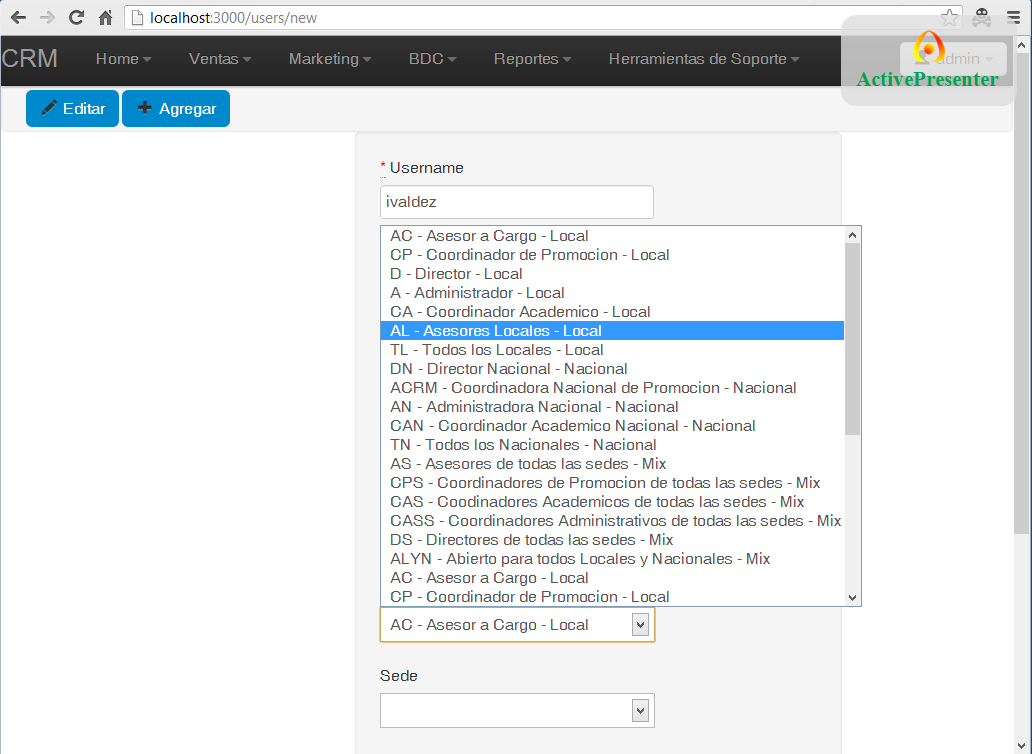 localhost:3000/users/new
CRM Home Ventas Marketing BDC Reportes Herramientas de Soporte admin
ActivePresenter
Editar Agregar
* Username
ivaldez
AC - Asesor a Cargo - Local
CP - Coordinador de Promocion - Local
D - Director - Local
A - Administrador - Local
CA - Coordinador Academico - Local
AL - Asesores Locales - Local
TL - Todos los Locales - Local
DN - Director Nacional - Nacional
ACRM - Coordinadora Nacional de Promocion - Nacional
AN - Administradora Nacional - Nacional
CAN - Coordinador Academico Nacional - Nacional
TN - Todos los Nacionales - Nacional
AS - Asesores de todas las sedes - Mix
CPS - Coordinadores de Promocion de todas las sedes - Mix
CAS - Coodinadores Academicos de todas las sedes - Mix
CASS - Coordinadores Administrativos de todas las sedes - Mix
DS - Directores de todas las sedes - Mix
ALYN - Abierto para todos Locales y Nacionales - Mix
AC - Asesor a Cargo - Local
CP - Coordinador de Promocion - Local
AC - Asesor a Cargo - Local
Sede